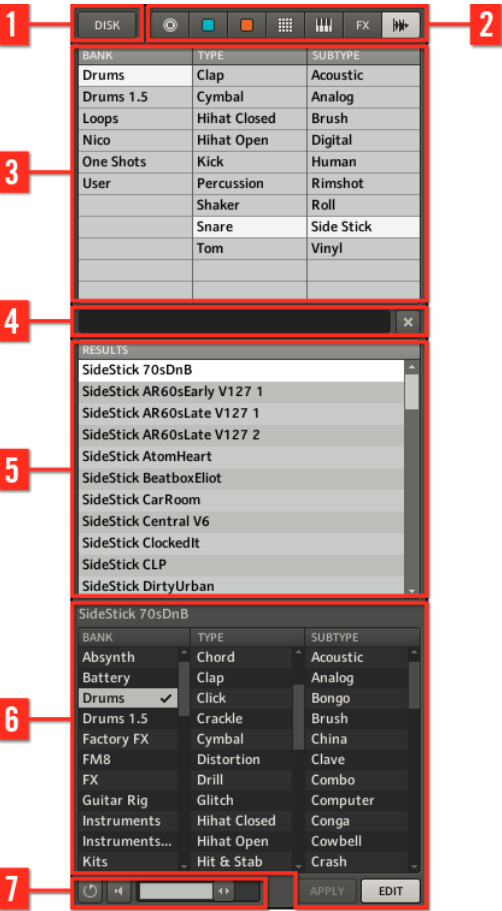 1 DISK FX 2
BANK TYPE SUBTYPE
Drums Clap Acoustic
Drums 1.5 Cymbal Analog
Loops Hihat Closed Brush
Nico Hihat Open Digital
3 One Shots Kick Human
User Percussion Rimshot
Shaker Roll
Snare Side Stick
Tom Vinyl
4
RESULTS
SideStick 70sDnB
SideStick AR60sEarly V127 1
SideStick AR60sLate V127 1
SideStick AR60sLate V127 2
SideStick AtomHeart
5 SideStick BeatboxEliot
SideStick CarRoom
SideStick Central V6
SideStick ClockedIt
SideStick CLP
SideStick DirtyUrban
SideStick 70sDnB
BANK TYPE SUBTYPE
Absynth Chord Acoustic
Battery Clap Analog
Drums Click Bongo
6 Drums 1.5 Crackle Brush
Factory FX Cymbal China
FM8 Distortion Clave
FX Drill Combo
Guitar Rig Glitch Computer
Instruments Hihat Closed Conga
Instruments... Hihat Open Cowbell
Kits Hit & Stab Crash
7 APPLY EDIT